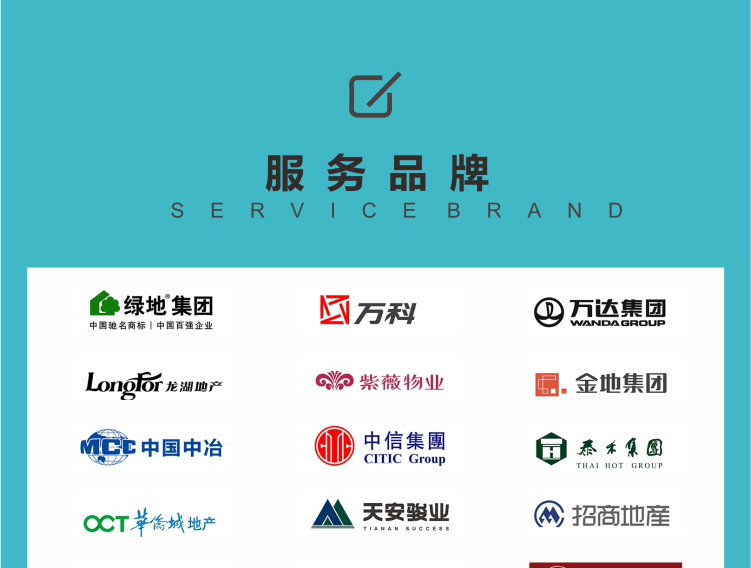 服务品牌
SERVICEBRAND
绿地®集团
中国驰名商标｜中国百强企业
万科
万达集团
WANDA GROUP
LongFor 龙湖地产
紫薇物业
金地集团
MCC 中国中冶
中信集團
CITIC Group
泰禾集團
THAI HOT GROUP
OCT 華僑城地产
天安骏业
TIANAN SUCCESS
招商地産